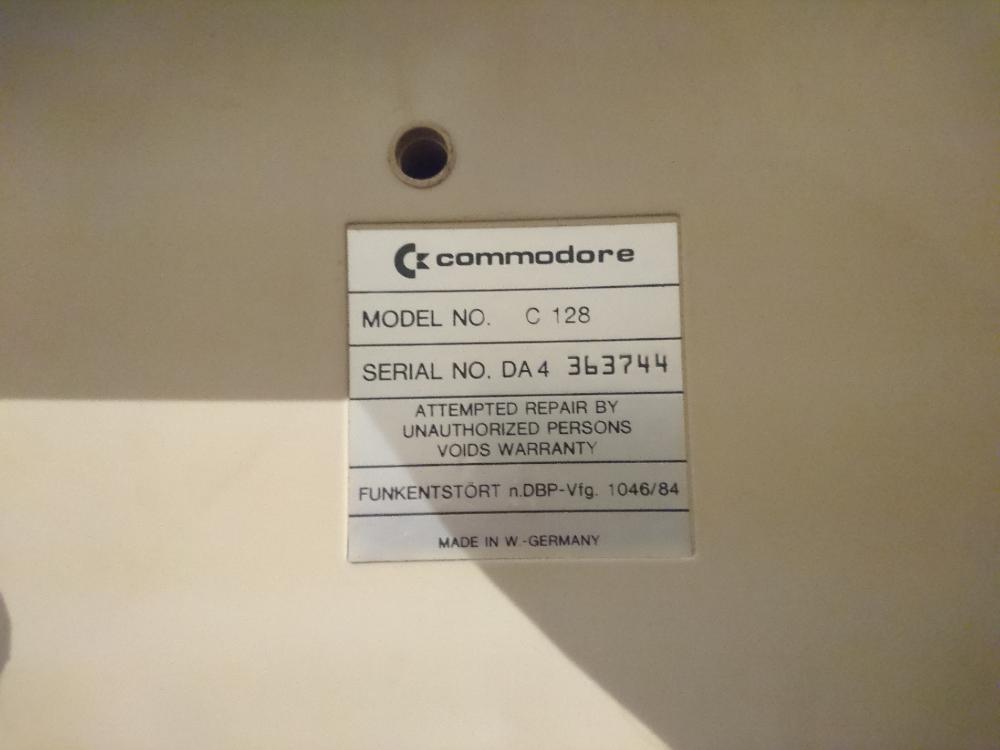 commodore
MODEL NO. C 128
SERIAL NO. DA4 363744
ATTEMPTED REPAIR BY
UNAUTHORIZED PERSONS
VOIDS WARRANTY
FUNKENTSTÖRT n.DBP-Vfg. 1046/84
MADE IN W.-GERMANY